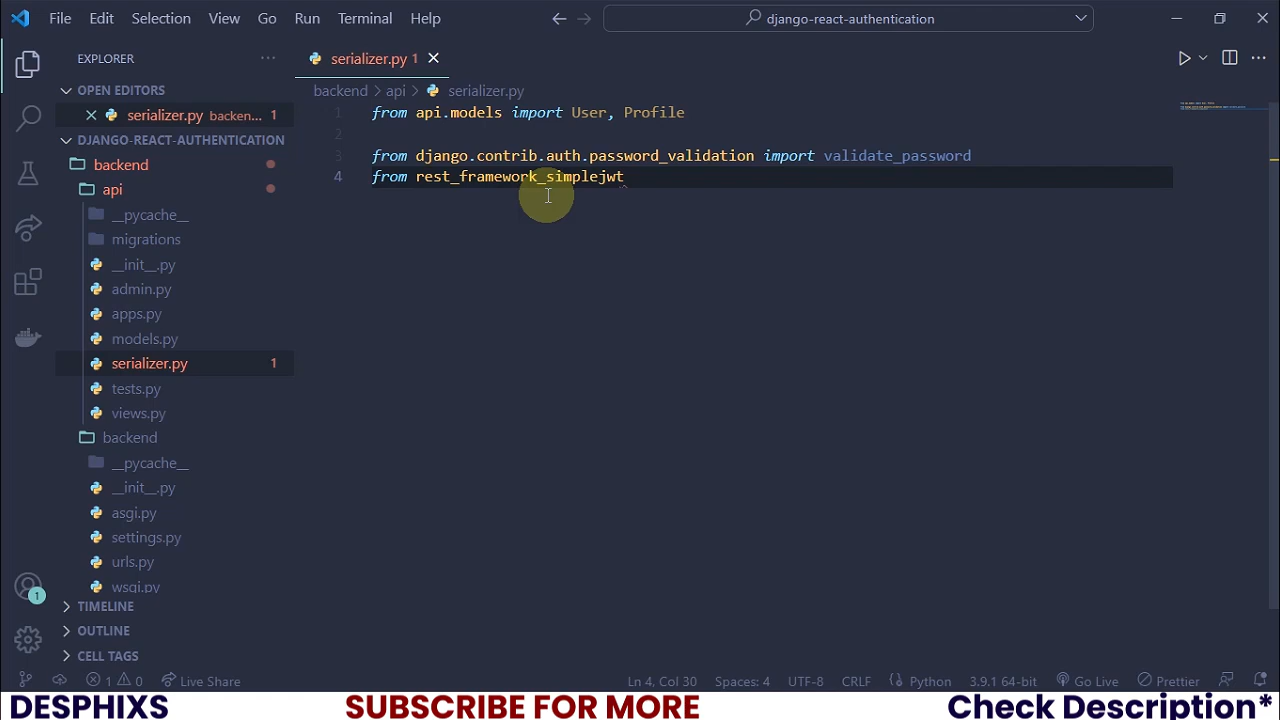 File Edit Selection View Go Run Terminal Help
django-react-authentication
EXPLORER
serializer.py 1
OPEN EDITORS
serializer.py backen... 1
DJANGO-REACT-AUTHENTICATION
backend
api
__pycache__
migrations
__init__.py
admin.py
apps.py
models.py
serializer.py 1
tests.py
views.py
backend
__pycache__
__init__.py
asgi.py
settings.py
urls.py
wsgi.py
TIMELINE
OUTLINE
CELL TAGS
backend > api > serializer.py
1 from api.models import User, Profile
2
3 from django.contrib.auth.password_validation import validate_password
4 from rest_framework_simplejwt
1
1 0 Live Share Ln 4, Col 30 Spaces: 4 UTF-8 CRLF Python 3.9.1 64-bit Go Live Prettier
DESPHIXS SUBSCRIBE FOR MORE Check Description*